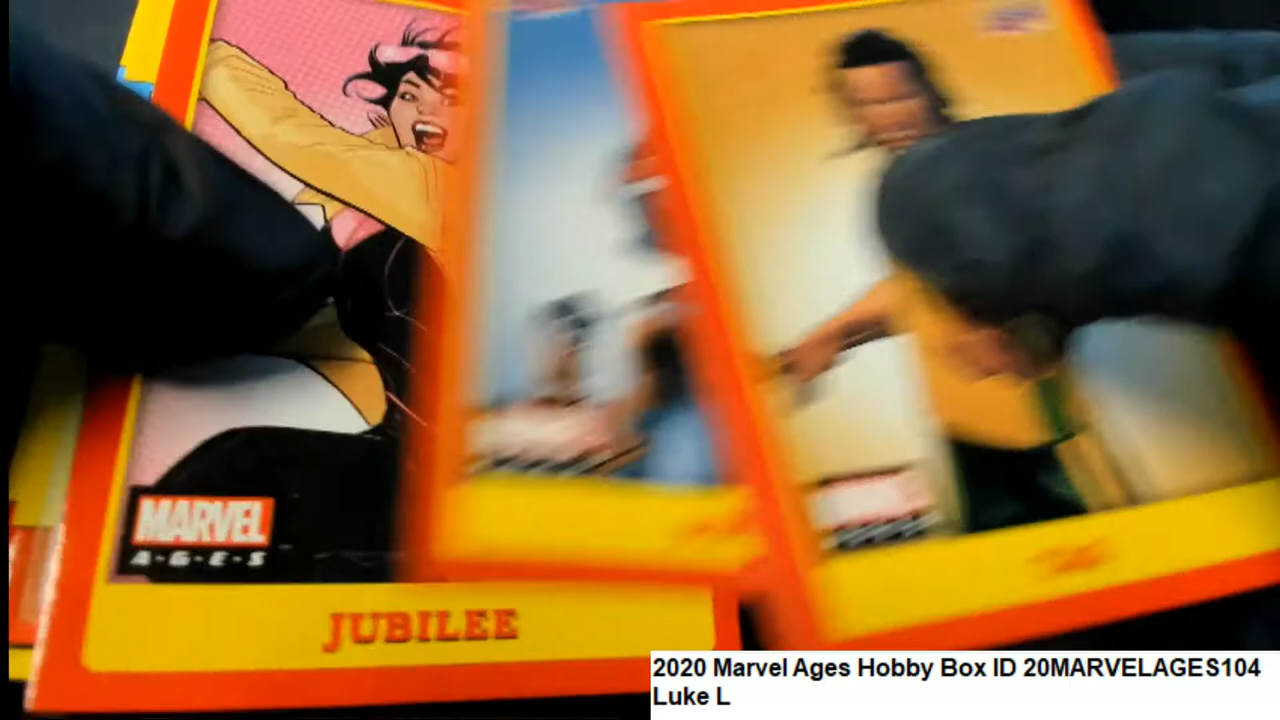 MARVEL
A·G·E·S
JUBILEE
2020 Marvel Ages Hobby Box ID 20MARVELAGES104
Luke L